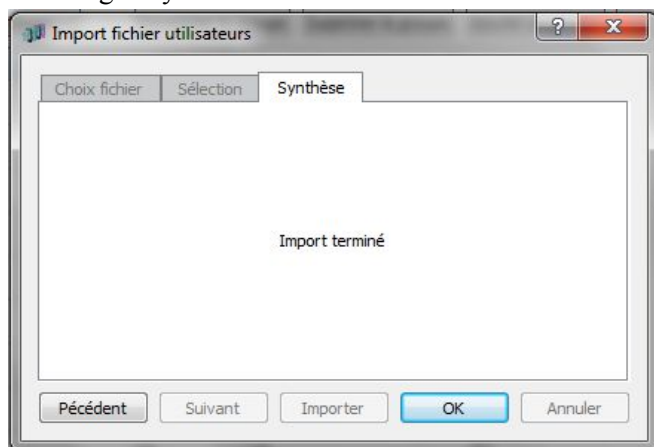 Import fichier utilisateurs
Choix fichier Sélection Synthèse
Import terminé
Pécédent Suivant Importer OK Annuler